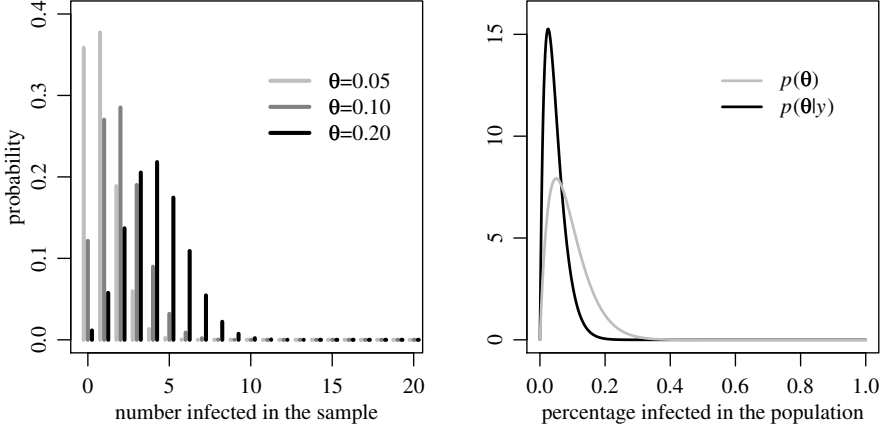 0.4
0.3
0.2
0.1
0.0
probability
θ=0.05
θ=0.10
θ=0.20
0 5 10 15 20
number infected in the sample
15
10
5
0
p(θ)
p(θ|y)
0.0 0.2 0.4 0.6 0.8 1.0
percentage infected in the population